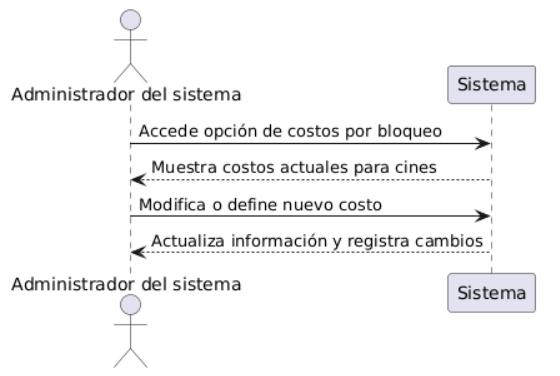 Administrador del sistema
Sistema
Accede opción de costos por bloqueo
Muestra costos actuales para cines
Modifica o define nuevo costo
Actualiza información y registra cambios
Administrador del sistema
Sistema